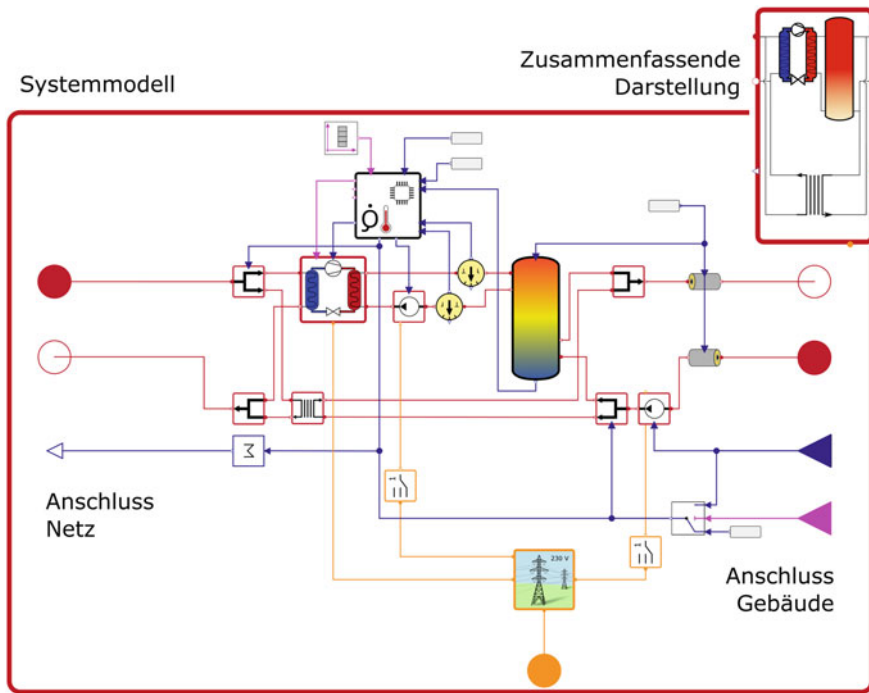 Zusammenfassende
Darstellung
Systemmodell
Σ
Anschluss
Netz
230 V
Anschluss
Gebäude